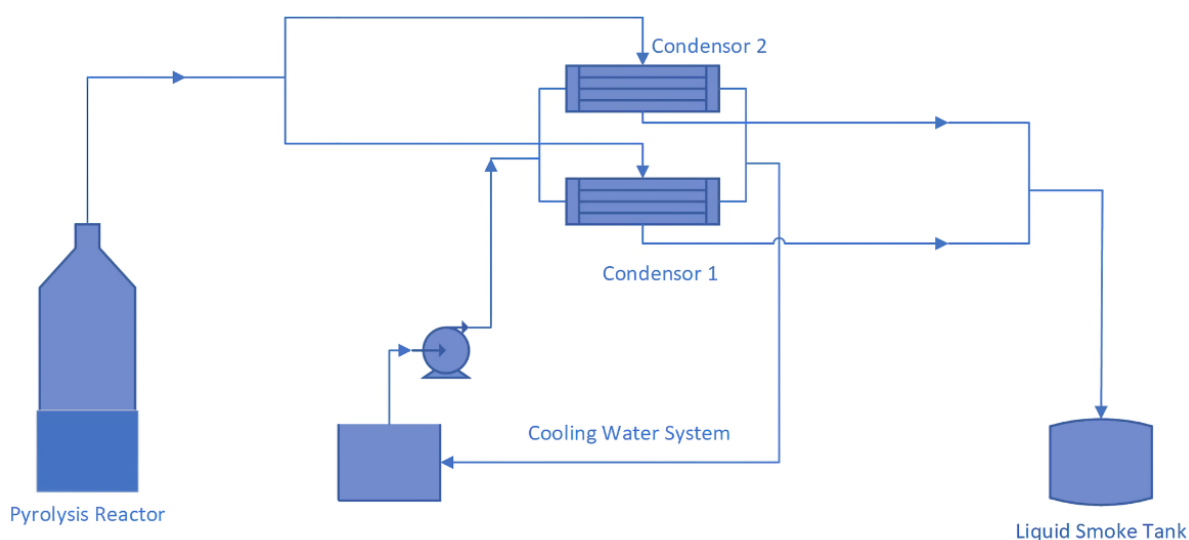 Condensor 2
Condensor 1
Cooling Water System
Pyrolysis Reactor
Liquid Smoke Tank